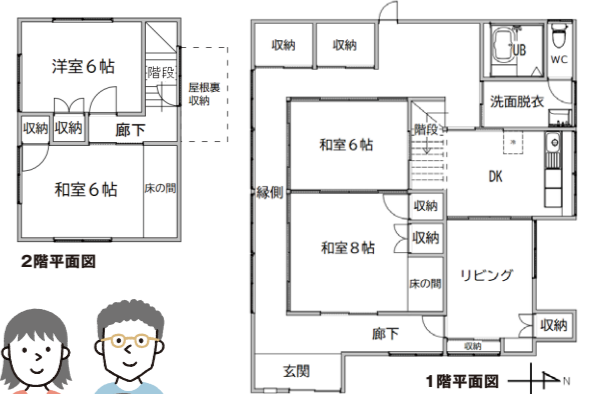 洋室6帖
階段
屋根裏
収納
収納
収納
廊下
和室6帖
床の間
2階平面図
収納
収納
UB
WC
洗面脱衣
和室6帖
階段
冷
DK
縁側
収納
和室8帖
収納
リビング
床の間
廊下
収納
収納
玄関
1階平面図
N